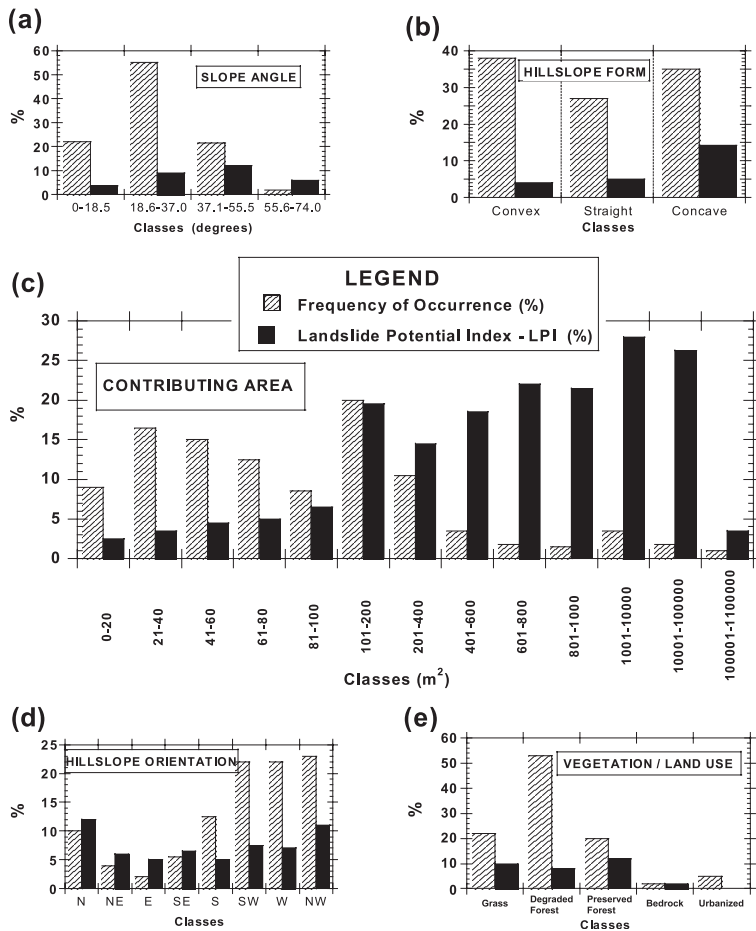 (a)
60
50
40
30
20
10
0
%
SLOPE ANGLE
0-18.5 18.6-37.0 37.1-55.5 55.6-74.0
Classes (degrees)
(b)
40
30
20
10
0
%
HILLSLOPE FORM
Convex Straight Concave
Classes
(c)
LEGEND
Frequency of Occurrence (%)
Landslide Potential Index - LPI (%)
30
25
20
15
10
5
0
%
CONTRIBUTING AREA
0-20 21-40 41-60 61-80 81-100 101-200 201-400 401-600 601-800 801-1000 1001-10000 10001-100000 100001-1100000
Classes (m²)
(d)
25
20
15
10
5
0
%
HILLSLOPE ORIENTATION
N NE E SE S SW W NW
Classes
(e)
60
50
40
30
20
10
0
%
VEGETATION / LAND USE
Grass Degraded Forest Preserved Forest Bedrock Urbanized
Classes